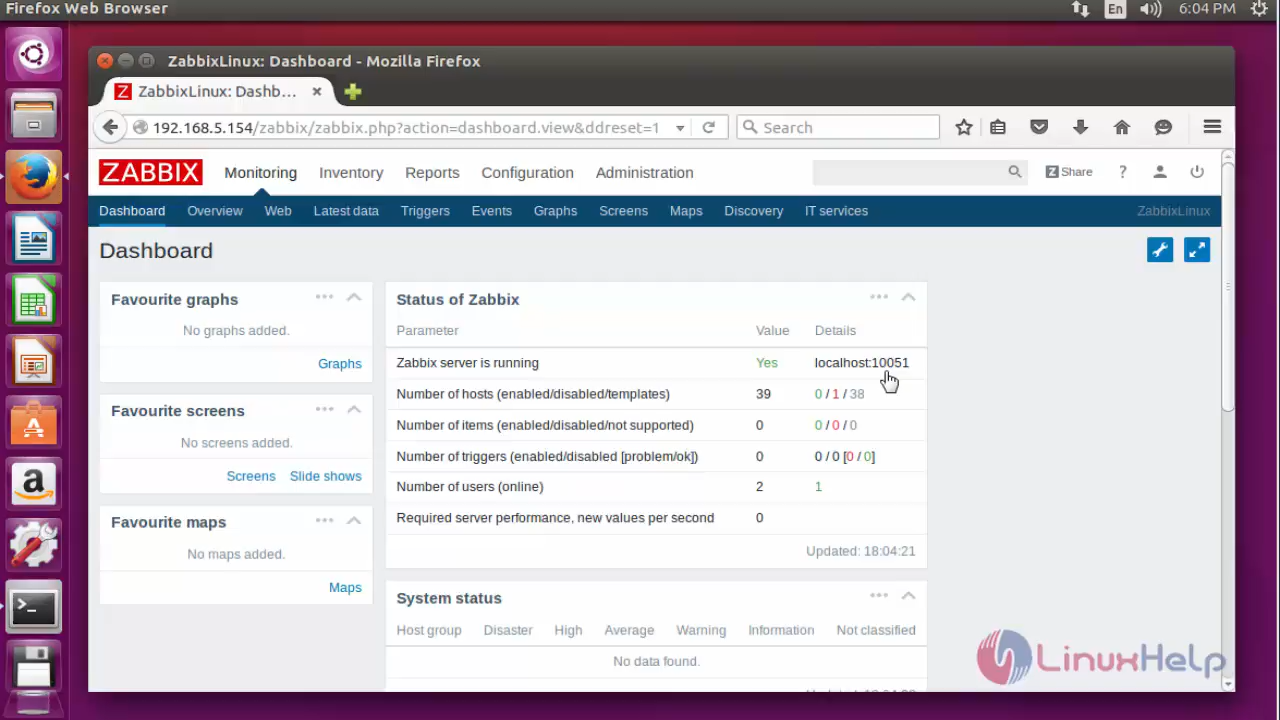 Firefox Web Browser
En
6:04 PM
ZabbixLinux: Dashboard - Mozilla Firefox
Z ZabbixLinux: Dashb...
192.168.5.154/zabbix/zabbix.php?action=dashboard.view&ddreset=1
Search
ZABBIX Monitoring Inventory Reports Configuration Administration
Z Share ?
Dashboard Overview Web Latest data Triggers Events Graphs Screens Maps Discovery IT services ZabbixLinux
Dashboard
Favourite graphs
No graphs added.
Graphs
Favourite screens
No screens added.
Screens Slide shows
Favourite maps
No maps added.
Maps
Status of Zabbix
Parameter Value Details
Zabbix server is running Yes localhost:10051
Number of hosts (enabled/disabled/templates) 39 0 / 1 / 38
Number of items (enabled/disabled/not supported) 0 0 / 0 / 0
Number of triggers (enabled/disabled [problem/ok]) 0 0 / 0 [0 / 0]
Number of users (online) 2 1
Required server performance, new values per second 0
Updated: 18:04:21
System status
Host group Disaster High Average Warning Information Not classified
No data found.
LinuxHelp